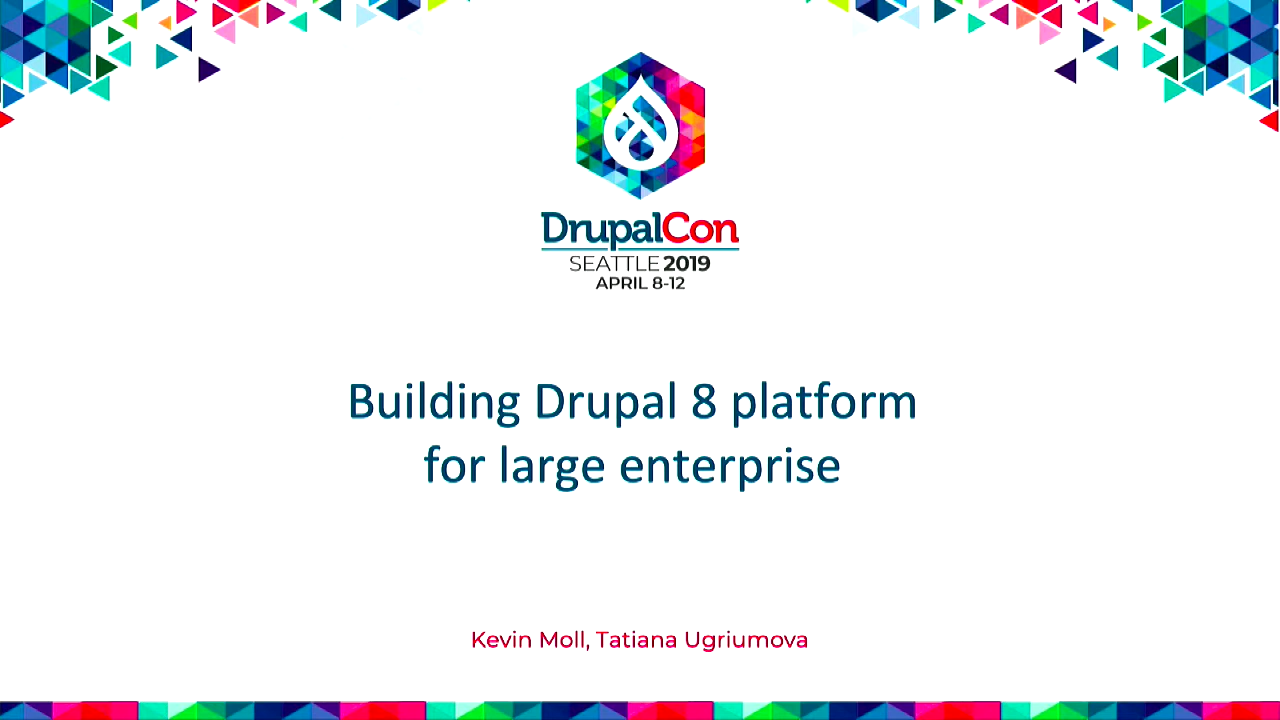 DrupalCon
SEATTLE 2019
APRIL 8-12
Building Drupal 8 platform
for large enterprise
Kevin Moll, Tatiana Ugriumova